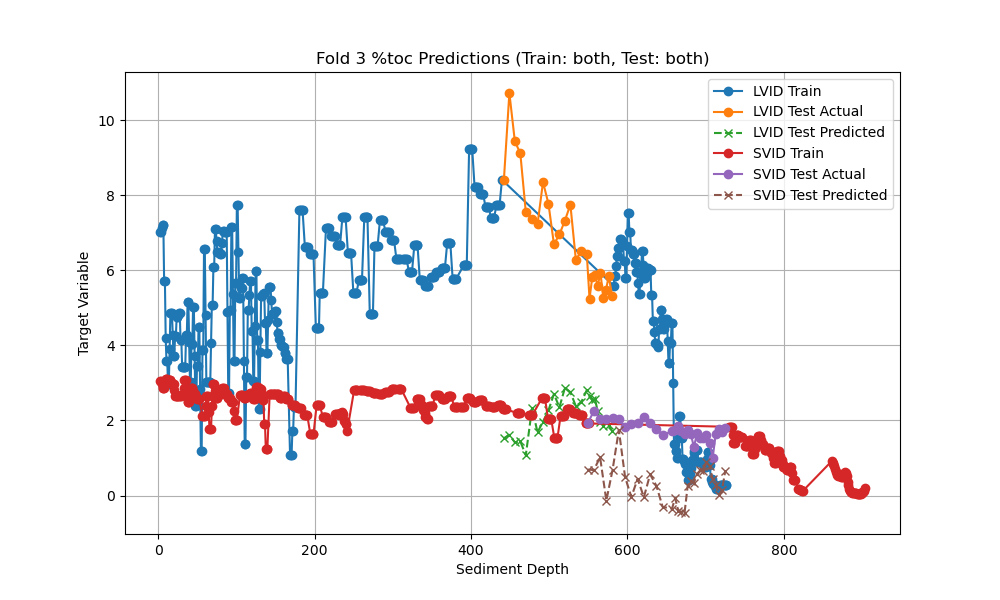 Fold 3 %toc Predictions (Train: both, Test: both)
LVID Train
LVID Test Actual
LVID Test Predicted
SVID Train
SVID Test Actual
SVID Test Predicted
Target Variable
10
8
6
4
2
0
0 200 400 600 800
Sediment Depth